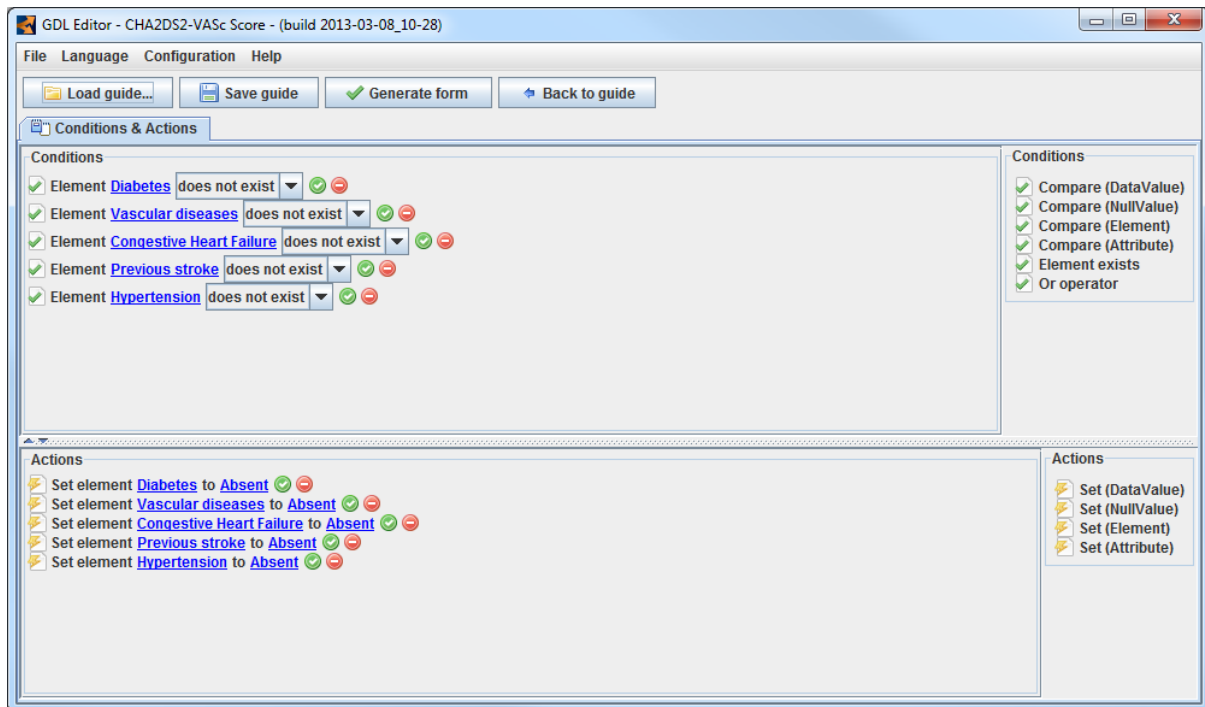 GDL Editor - CHA2DS2-VASc Score - (build 2013-03-08_10-28)
File Language Configuration Help
Load guide... Save guide Generate form Back to guide
Conditions & Actions
Conditions
Element Diabetes does not exist
Element Vascular diseases does not exist
Element Congestive Heart Failure does not exist
Element Previous stroke does not exist
Element Hypertension does not exist
Conditions
Compare (DataValue)
Compare (NullValue)
Compare (Element)
Compare (Attribute)
Element exists
Or operator
Actions
Set element Diabetes to Absent
Set element Vascular diseases to Absent
Set element Congestive Heart Failure to Absent
Set element Previous stroke to Absent
Set element Hypertension to Absent
Actions
Set (DataValue)
Set (NullValue)
Set (Element)
Set (Attribute)